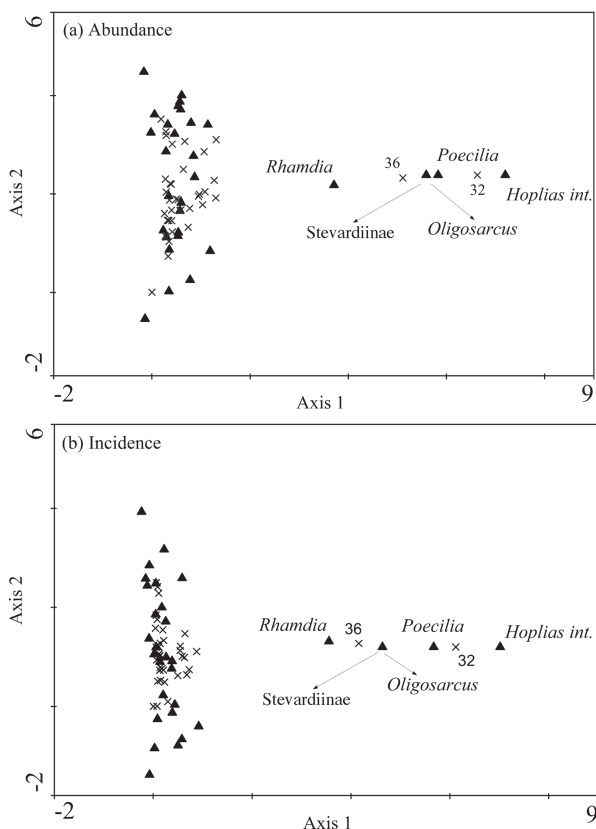 6
(a) Abundance
Poecilia
36
Rhamdia
32
Hoplias int.
Stevardiinae
Oligosarcus
Axis 2
-2
-2
9
Axis 1
6
(b) Incidence
Rhamdia
36
Poecilia
Hoplias int.
32
Stevardiinae
Oligosarcus
Axis 2
-2
-2
9
Axis 1